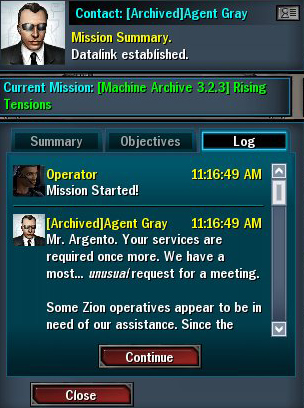 Contact: [Archived]Agent Gray
Mission Summary.
Datalink established.
Current Mission: [Machine Archive 3.2.3] Rising
Tensions
Summary Objectives Log
Operator 11:16:49 AM
Mission Started!
[Archived]Agent Gray 11:16:49 AM
Mr. Argento. Your services are
required once more. We have a
most... unusual request for a meeting.
Some Zion operatives appear to be in
need of our assistance. Since the
Continue
Close